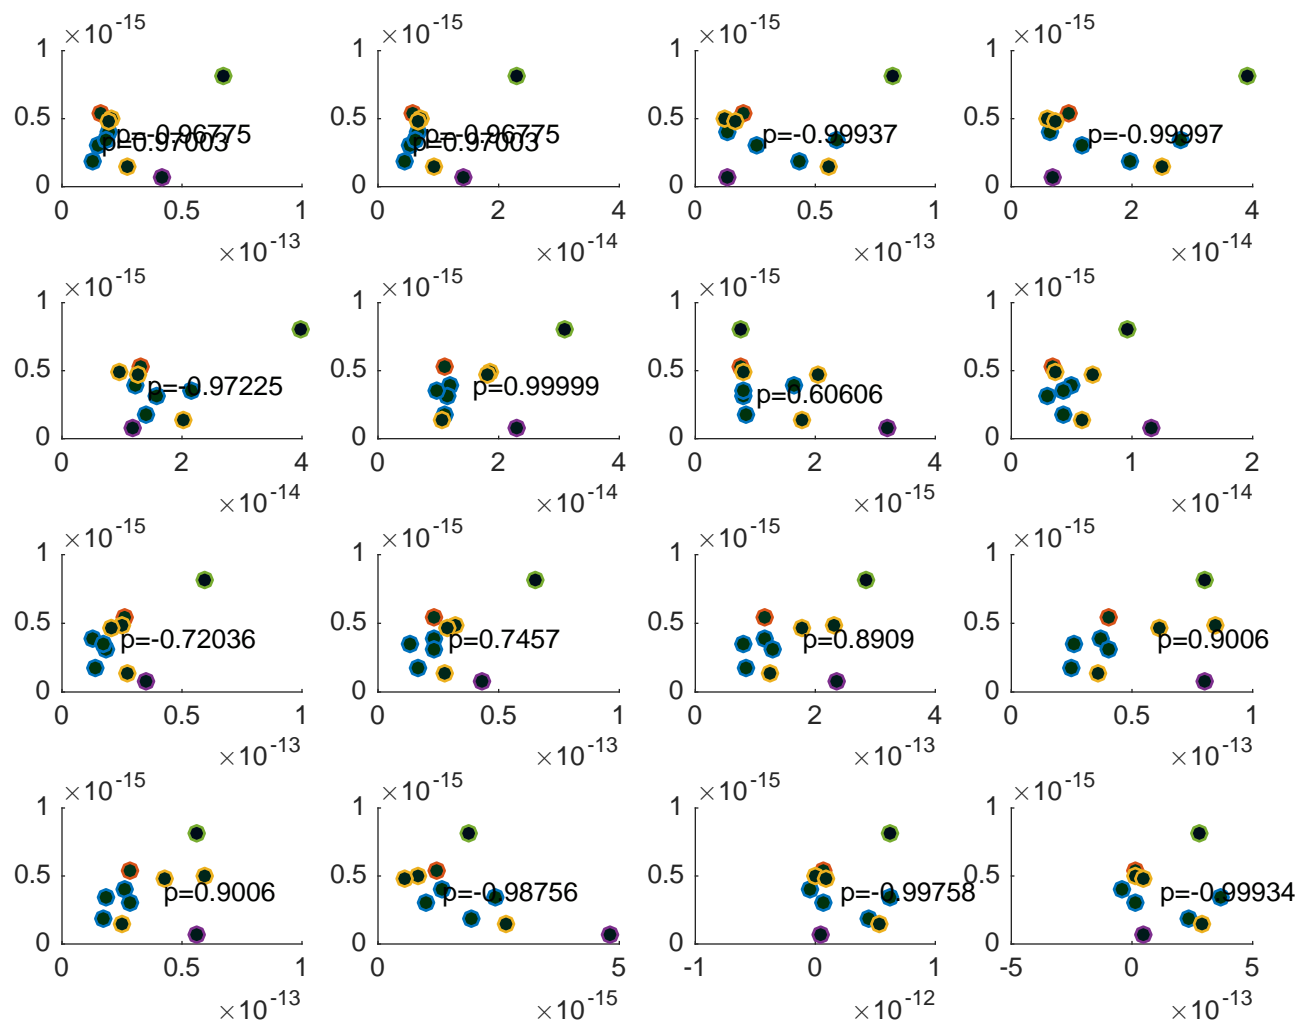 ×10-15 ×10-15 ×10-15 ×10-15
1 1 1 1
0.5 p=-0.96775 0.5 p=-0.96775 0.5 p=-0.99937 0.5 p=-0.99997
p=0.97003 p=0.97003
0 0 0 0
0 0.5 1 0 2 4 0 0.5 1 0 2 4
×10-13 ×10-14 ×10-13 ×10-14
×10-15 ×10-15 ×10-15 ×10-15
1 1 1 1
0.5 p=-0.97225 0.5 p=0.99999 0.5 p=0.60606 0.5
0 0 0 0
0 2 4 0 2 4 0 2 4 0 1 2
×10-14 ×10-14 ×10-15 ×10-14
×10-15 ×10-15 ×10-15 ×10-15
1 1 1 1
0.5 p=-0.72036 0.5 p=0.7457 0.5 p=0.8909 0.5 p=0.9006
0 0 0 0
0 0.5 1 0 0.5 1 0 2 4 0 0.5 1
×10-13 ×10-13 ×10-13 ×10-13
×10-15 ×10-15 ×10-15 ×10-15
1 1 1 1
0.5 p=0.9006 0.5 p=-0.98756 0.5 p=-0.99758 0.5 p=-0.99934
0 0 0 0
0 0.5 1 0 5 -1 0 1 -5 0 5
×10-13 ×10-15 ×10-12 ×10-13